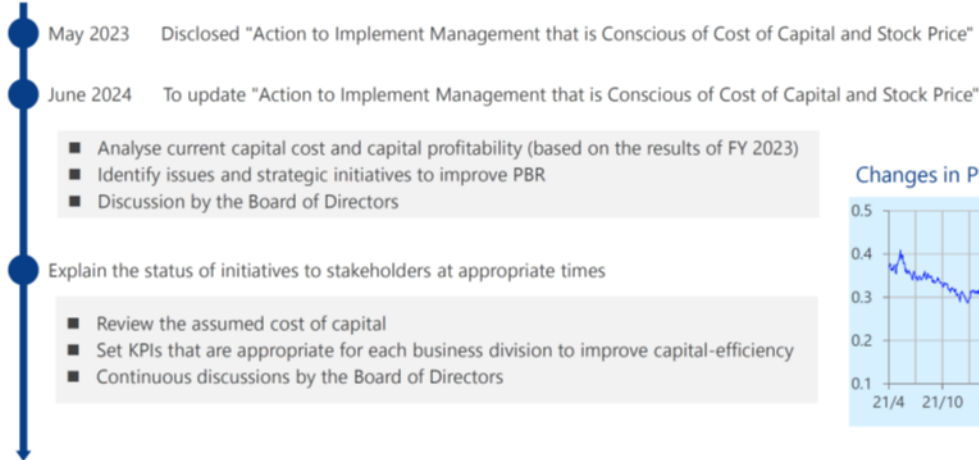 May 2023 Disclosed "Action to Implement Management that is Conscious of Cost of Capital and Stock Price"
June 2024 To update "Action to Implement Management that is Conscious of Cost of Capital and Stock Price"
■ Analyse current capital cost and capital profitability (based on the results of FY 2023)
■ Identify issues and strategic initiatives to improve PBR
■ Discussion by the Board of Directors
Explain the status of initiatives to stakeholders at appropriate times
■ Review the assumed cost of capital
■ Set KPIs that are appropriate for each business division to improve capital-efficiency
■ Continuous discussions by the Board of Directors
Changes in P
0.5
0.4
0.3
0.2
0.1
21/4 21/10